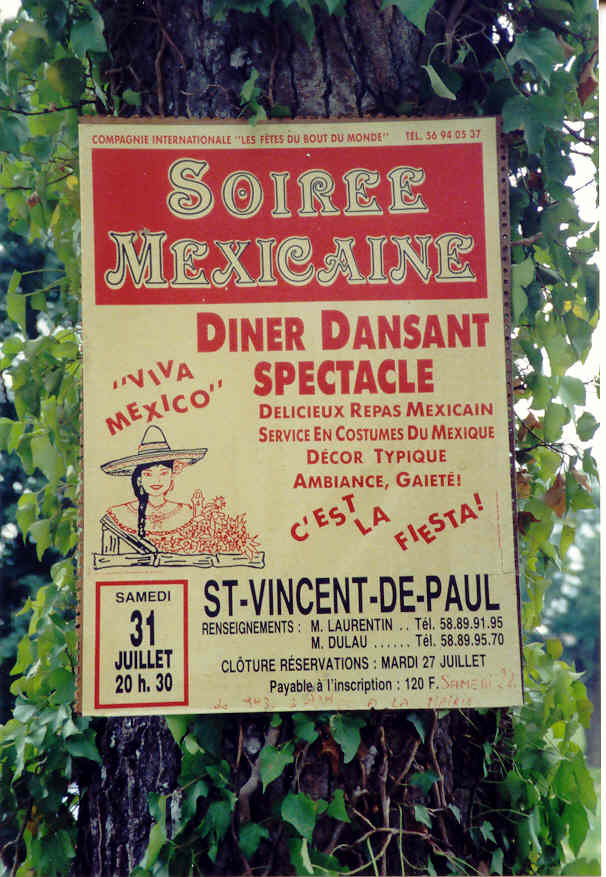 COMPAGNIE INTERNATIONALE "LES FÊTES DU BOUT DU MONDE" TÉL. 56 94 05 37
SOIREE
MEXICAINE
DINER DANSANT
SPECTACLE
"VIVA
MEXICO"
DELICIEUX REPAS MEXICAIN
SERVICE EN COSTUMES DU MEXIQUE
DÉCOR TYPIQUE
AMBIANCE, GAIETÉ!
C'EST LA FIESTA!
SAMEDI
31
JUILLET
20 h. 30
ST-VINCENT-DE-PAUL
RENSEIGNEMENTS : M. LAURENTIN .. Tél. 58.89.91.95
M. DULAU ...... Tél. 58.89.95.70
CLÔTURE RÉSERVATIONS : MARDI 27 JUILLET
Payable à l'inscription : 120 F. SAMEDI
A LA MAIRIE